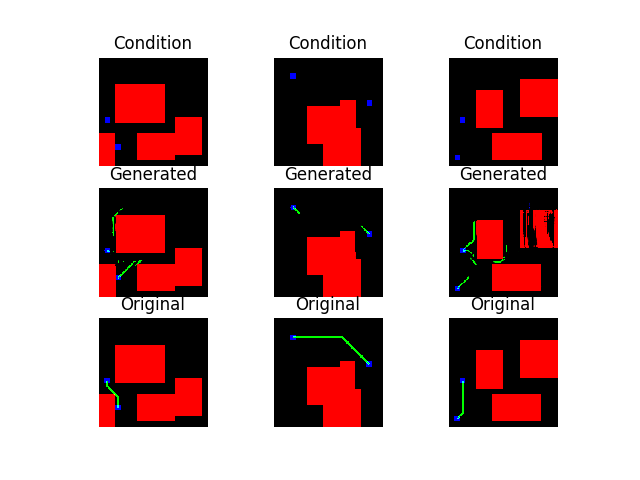 Condition Condition Condition
Generated Generated Generated
Original Original Original